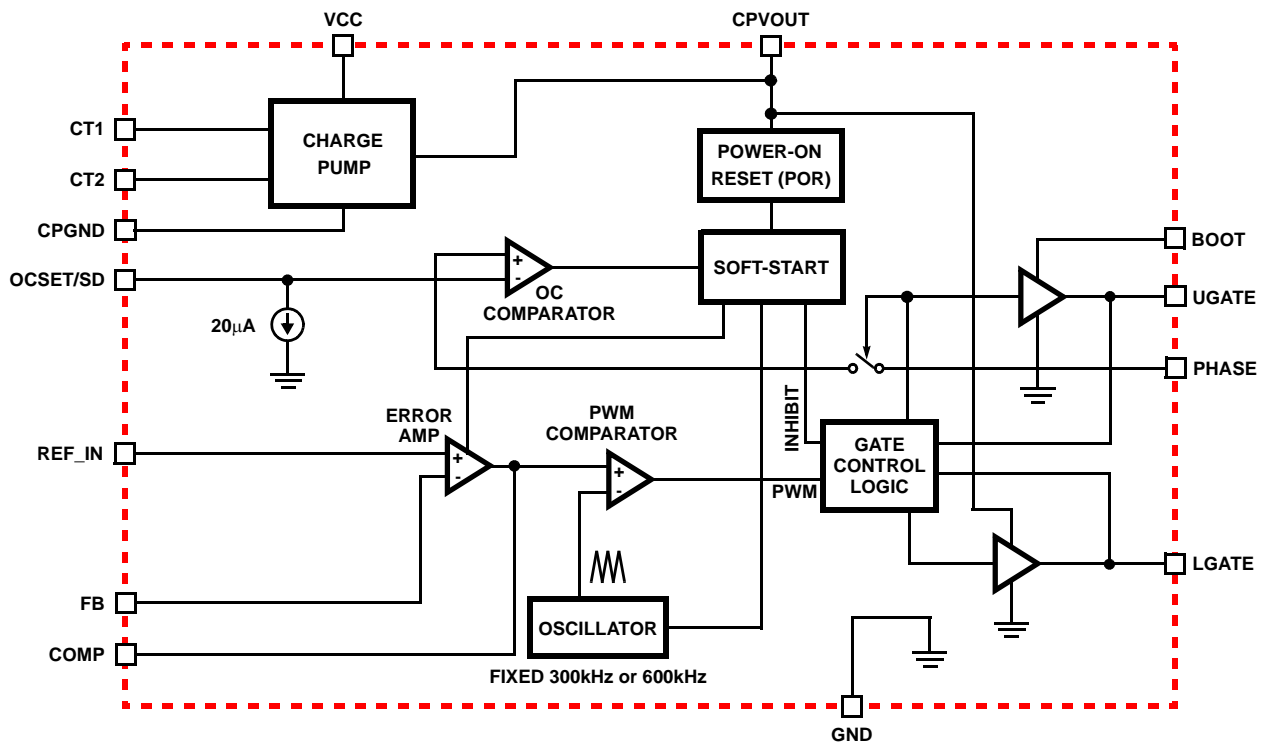 VCC
CPVOUT
CT1
CHARGE
PUMP
POWER-ON
RESET (POR)
CT2
CPGND
BOOT
OCSET/SD
+
-
OC
COMPARATOR
SOFT-START
UGATE
20μA
PHASE
INHIBIT
ERROR
AMP
PWM
COMPARATOR
REF_IN
+
-
+
-
PWM
GATE
CONTROL
LOGIC
LGATE
FB
OSCILLATOR
COMP
FIXED 300kHz or 600kHz
GND